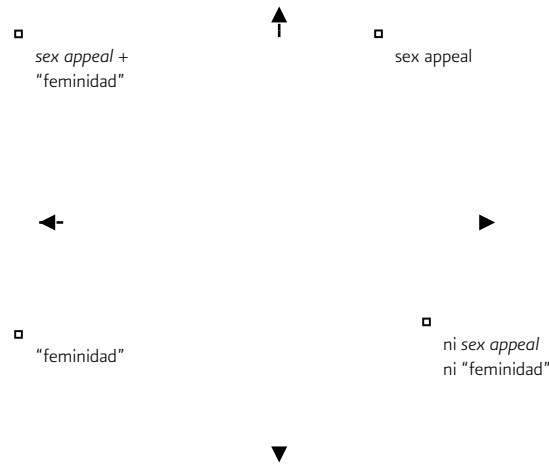 sex appeal +
“feminidad”
sex appeal
“feminidad”
ni sex appeal
ni “feminidad”